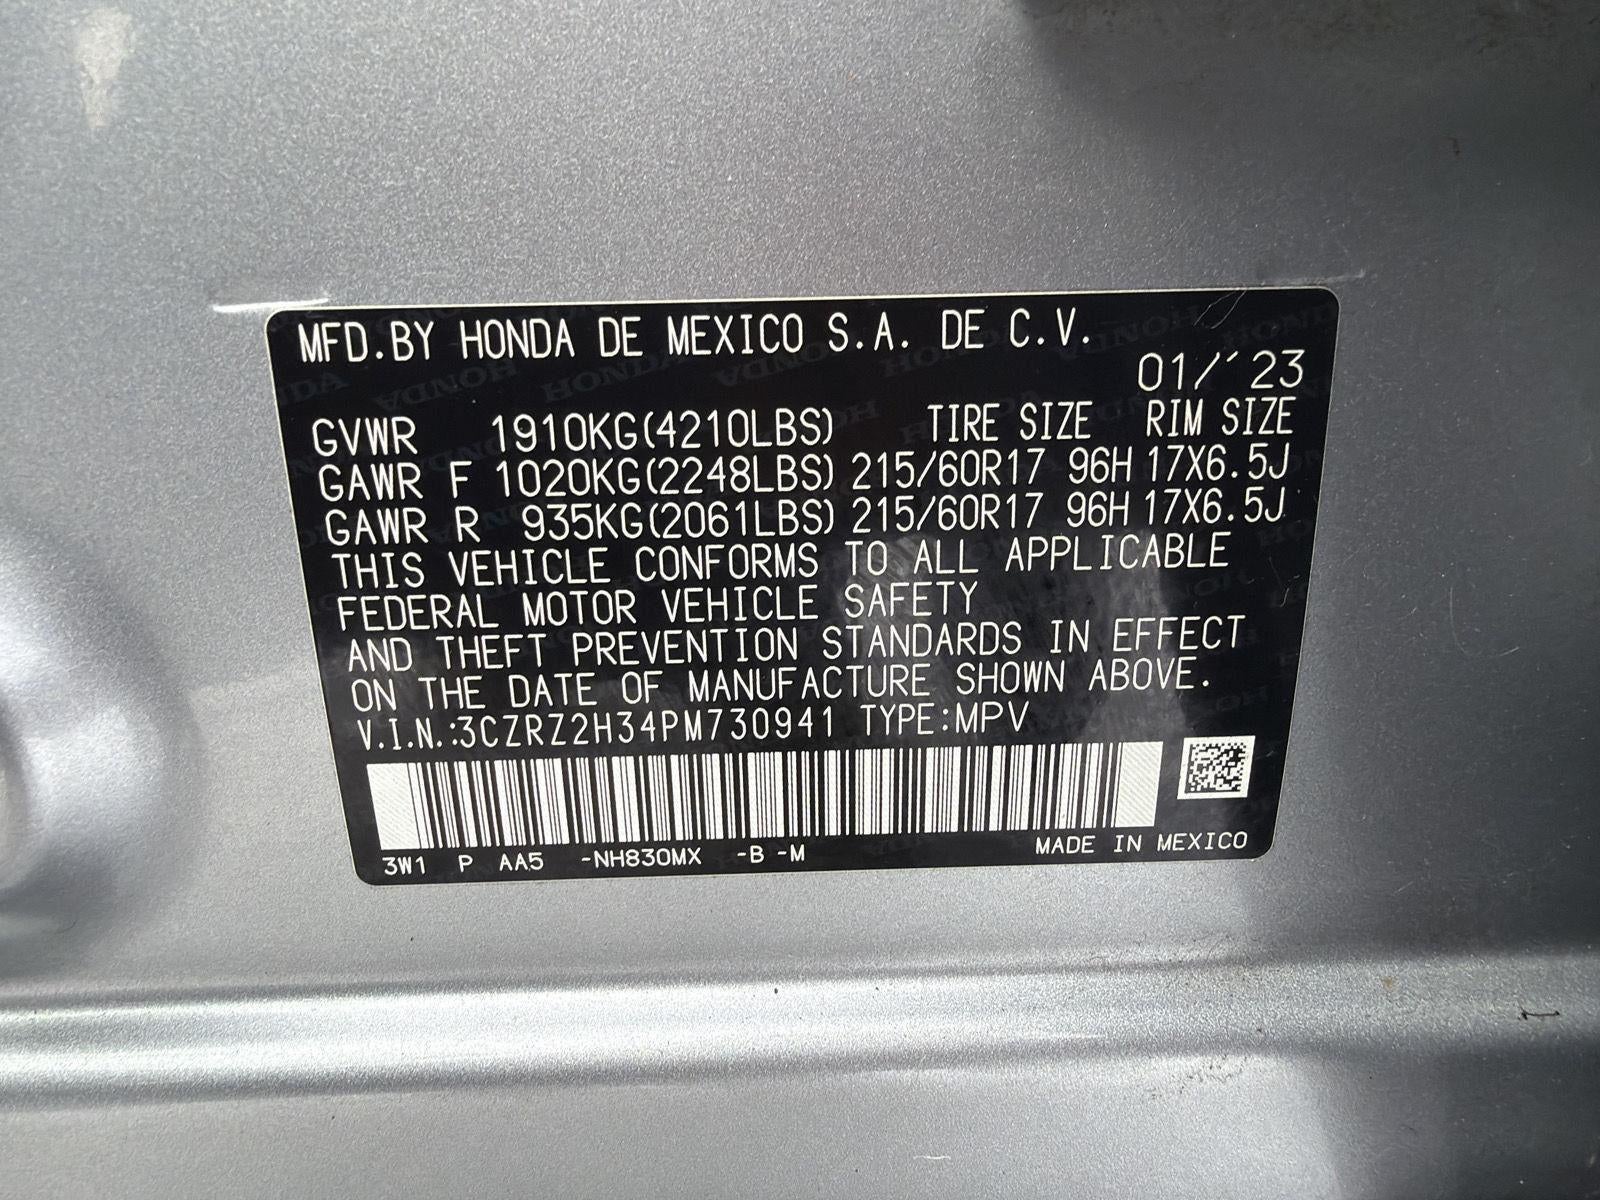 MFD.BY HONDA DE MEXICO S.A. DE C.V.
01/'23
GVWR 1910KG(4210LBS) TIRE SIZE RIM SIZE
GAWR F 1020KG(2248LBS) 215/60R17 96H 17X6.5J
GAWR R 935KG(2061LBS) 215/60R17 96H 17X6.5J
THIS VEHICLE CONFORMS TO ALL APPLICABLE
FEDERAL MOTOR VEHICLE SAFETY
AND THEFT PREVENTION STANDARDS IN EFFECT
ON THE DATE OF MANUFACTURE SHOWN ABOVE.
V.I.N.:3CZRZ2H34PM730941 TYPE:MPV
3W1 P AA5 -NH830MX -B -M MADE IN MEXICO